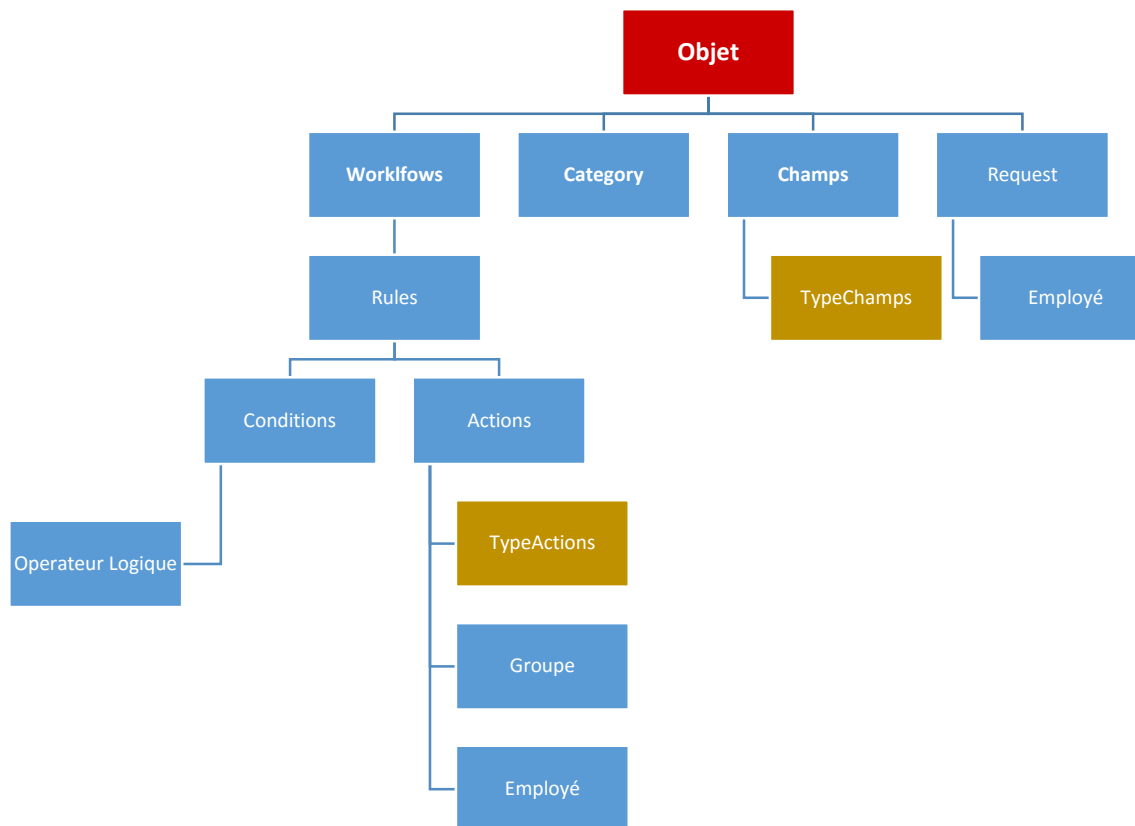 Objet
Worklfows
Category
Champs
Request
Rules
TypeChamps
Employé
Conditions
Actions
Operateur Logique
TypeActions
Groupe
Employé